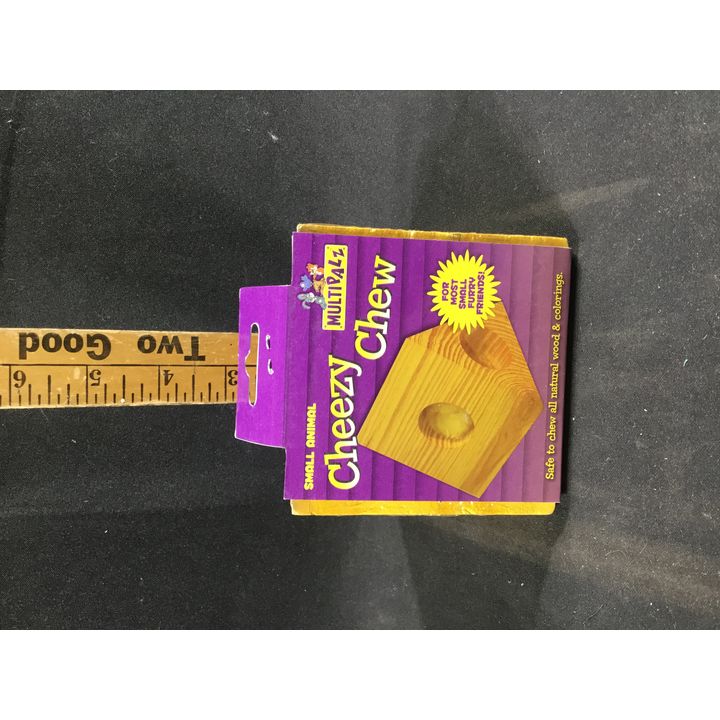 MULTIPALZ
SMALL ANIMAL
Cheezy
Chew
FOR
MOST
SMALL
FURRY
FRIENDS!
Safe to chew all natural wood & colorings.
Two Good
3 4 5 6